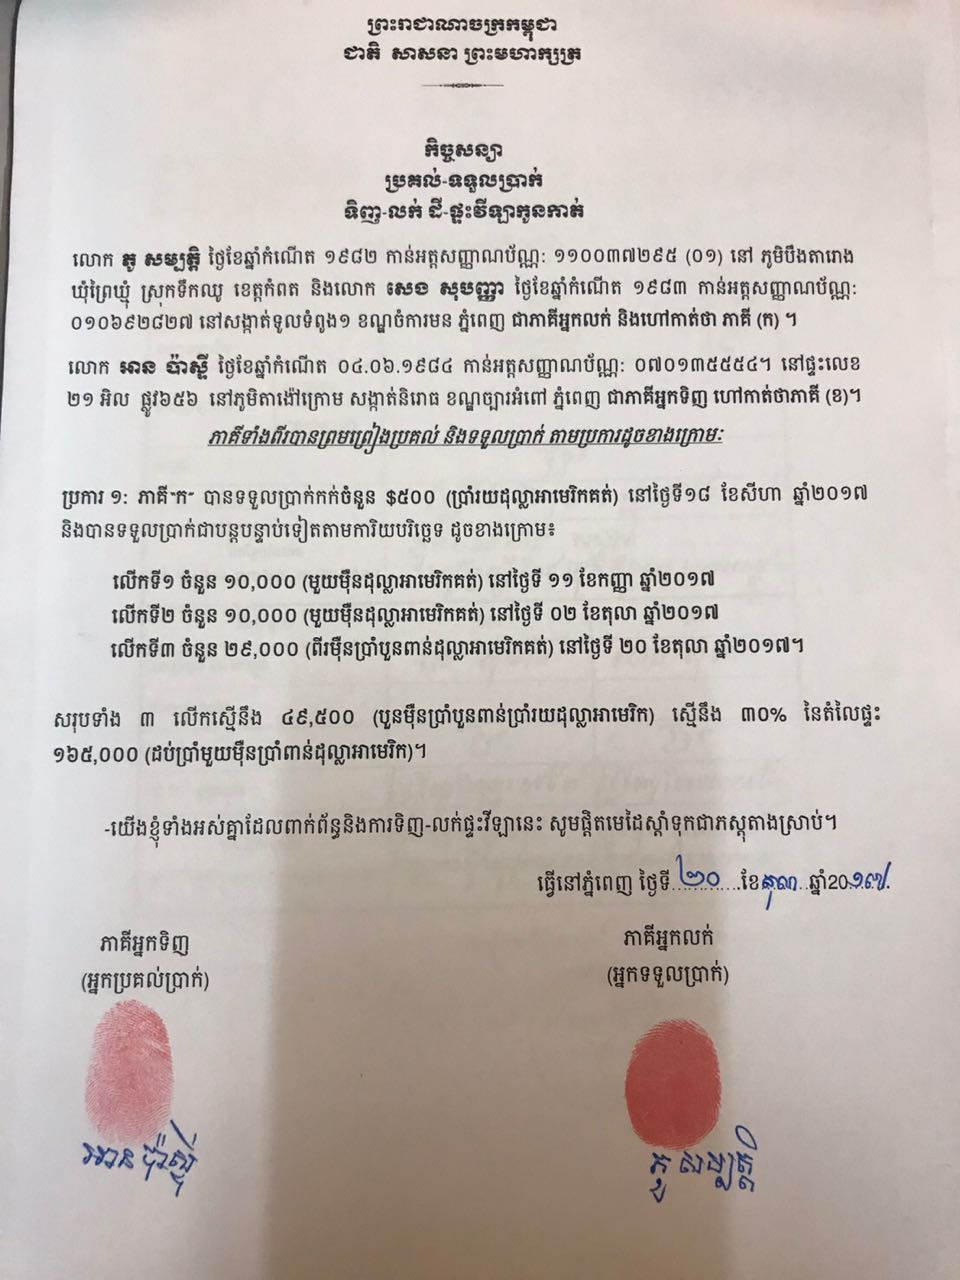 ព្រះរាជាណាចក្រកម្ពុជា
ជាតិ សាសនា ព្រះមហាក្សត្រ
កិច្ចសន្យា
ប្រគល់-ទទួលប្រាក់
ទិញ-លក់ ដី-ផ្ទះវីឡាកូនកាត់
លោក ភូ សម្បត្តិ ថ្ងៃខែឆ្នាំកំណើត ១៩៨២ កាន់អត្តសញ្ញាណប័ណ្ណ: ១១០០៣៧២៩៥ (០១) នៅ ភូមិបឹងតារោង
ឃុំព្រៃឃ្មុំ ស្រុកទឹកឈូ ខេត្តកំពត និងលោក សេង សុបញ្ញា ថ្ងៃខែឆ្នាំកំណើត ១៩៨៣ កាន់អត្តសញ្ញាណប័ណ្ណ:
០១០៦៩២៨២៧ នៅសង្កាត់ទួលទំពូង១ ខណ្ឌចំការមន ភ្នំពេញ ជាភាគីអ្នកលក់ និងហៅកាត់ថា ភាគី (ក) ។
លោក អាន ប៉ាស្ទី ថ្ងៃខែឆ្នាំកំណើត ០៤.០៦.១៩៨៤ កាន់អត្តសញ្ញាណប័ណ្ណ: ០៧០១៣៥៥៥៤។ នៅផ្ទះលេខ
២១ អិល ផ្លូវ៦៥៦ នៅភូមិតាង៉ៅក្រោម សង្កាត់និរោធ ខណ្ឌច្បារអំពៅ ភ្នំពេញ ជាភាគីអ្នកទិញ ហៅកាត់ថាភាគី (ខ)។
ភាគីទាំងពីរបានព្រមព្រៀងប្រគល់ និងទទួលប្រាក់ តាមប្រការដូចខាងក្រោម:
ប្រការ ១: ភាគី"ក" បានទទួលប្រាក់កក់ចំនួន $៥០០ (ប្រាំរយដុល្លាអាមេរិកគត់) នៅថ្ងៃទី១៨ ខែសីហា ឆ្នាំ២០១៧
និងបានទទួលប្រាក់ជាបន្តបន្ទាប់ទៀតតាមការិយបរិច្ឆេទ ដូចខាងក្រោម៖
លើកទី១ ចំនួន ១០,០០០ (មួយម៉ឺនដុល្លាអាមេរិកគត់) នៅថ្ងៃទី ១១ ខែកញ្ញា ឆ្នាំ២០១៧
លើកទី២ ចំនួន ១០,០០០ (មួយម៉ឺនដុល្លាអាមេរិកគត់) នៅថ្ងៃទី ០២ ខែតុលា ឆ្នាំ២០១៧
លើកទី៣ ចំនួន ២៩,០០០ (ពីរម៉ឺនប្រាំបួនពាន់ដុល្លាអាមេរិកគត់) នៅថ្ងៃទី ២០ ខែតុលា ឆ្នាំ២០១៧។
សរុបទាំង ៣ លើកស្មើនឹង ៤៩,៥០០ (បួនម៉ឺនប្រាំបួនពាន់ប្រាំរយដុល្លាអាមេរិក) ស្មើនឹង ៣០% នៃតំលៃផ្ទះ
១៦៥,០០០ (ដប់ប្រាំមួយម៉ឺនប្រាំពាន់ដុល្លាអាមេរិក)។
-យើងខ្ញុំទាំងអស់គ្នាដែលពាក់ព័ន្ធនិងការទិញ-លក់ផ្ទះវីឡានេះ សូមផ្តិតមេដៃស្តាំទុកជាភស្តុតាងស្រាប់។
ធ្វើនៅភ្នំពេញ ថ្ងៃទី ២០ ខែតុលា ឆ្នាំ20១៧
ភាគីអ្នកទិញ
(អ្នកប្រគល់ប្រាក់)
ភាគីអ្នកលក់
(អ្នកទទួលប្រាក់)
អាន ប៉ាស្ទី
ភូ សម្បត្តិ